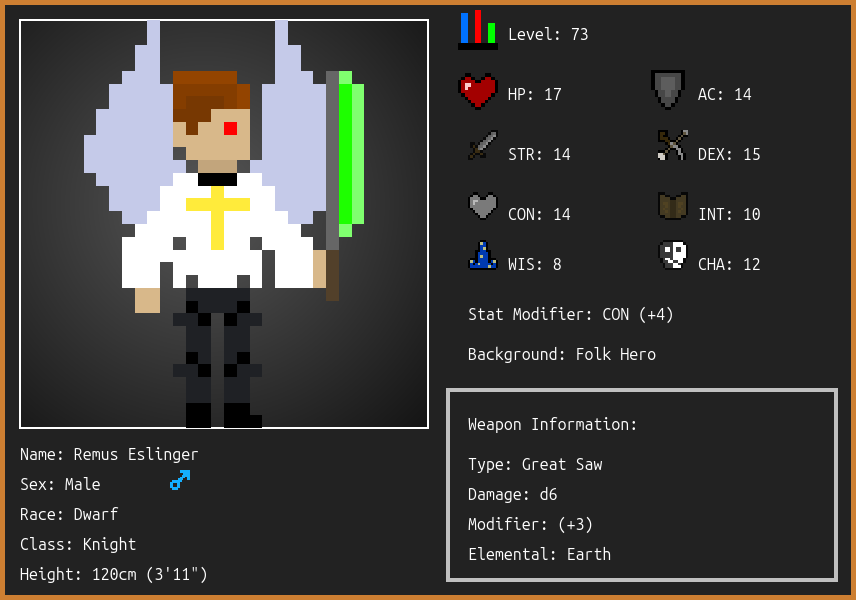 Level: 73
HP: 17
AC: 14
STR: 14
DEX: 15
CON: 14
INT: 10
WIS: 8
CHA: 12
Stat Modifier: CON (+4)
Background: Folk Hero
Weapon Information:
Type: Great Saw
Damage: d6
Modifier: (+3)
Elemental: Earth
Name: Remus Eslinger
Sex: Male
Race: Dwarf
Class: Knight
Height: 120cm (3'11")